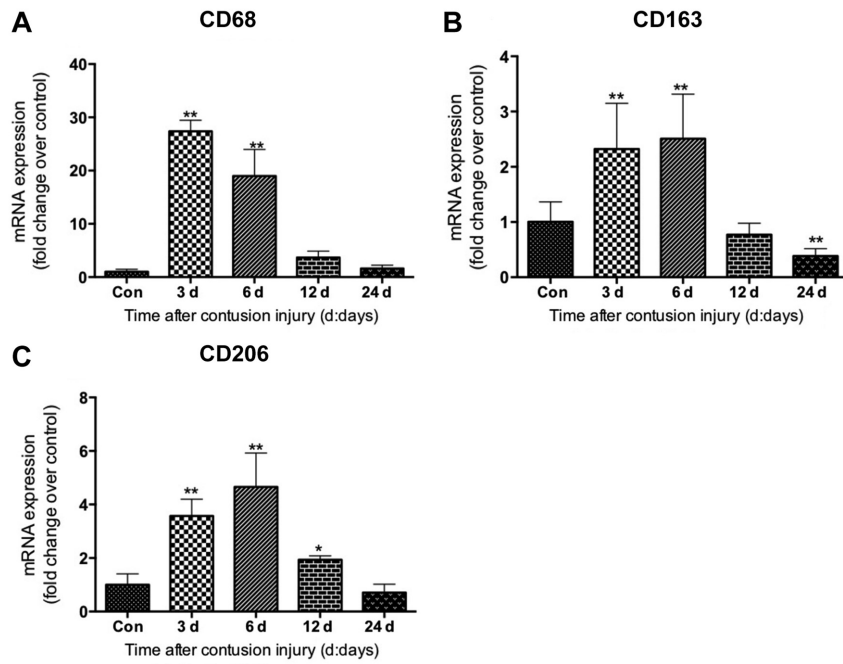 A
CD68
mRNA expression
(fold change over control)
40
30
20
10
0
**
**
Con
3 d
6 d
12 d
24 d
Time after contusion injury (d:days)
B
CD163
mRNA expression
(fold change over control)
4
3
2
1
0
**
**
**
Con
3 d
6 d
12 d
24 d
Time after contusion injury (d:days)
C
CD206
mRNA expression
(fold change over control)
8
6
4
2
0
**
**
*
Con
3 d
6 d
12 d
24 d
Time after contusion injury (d:days)